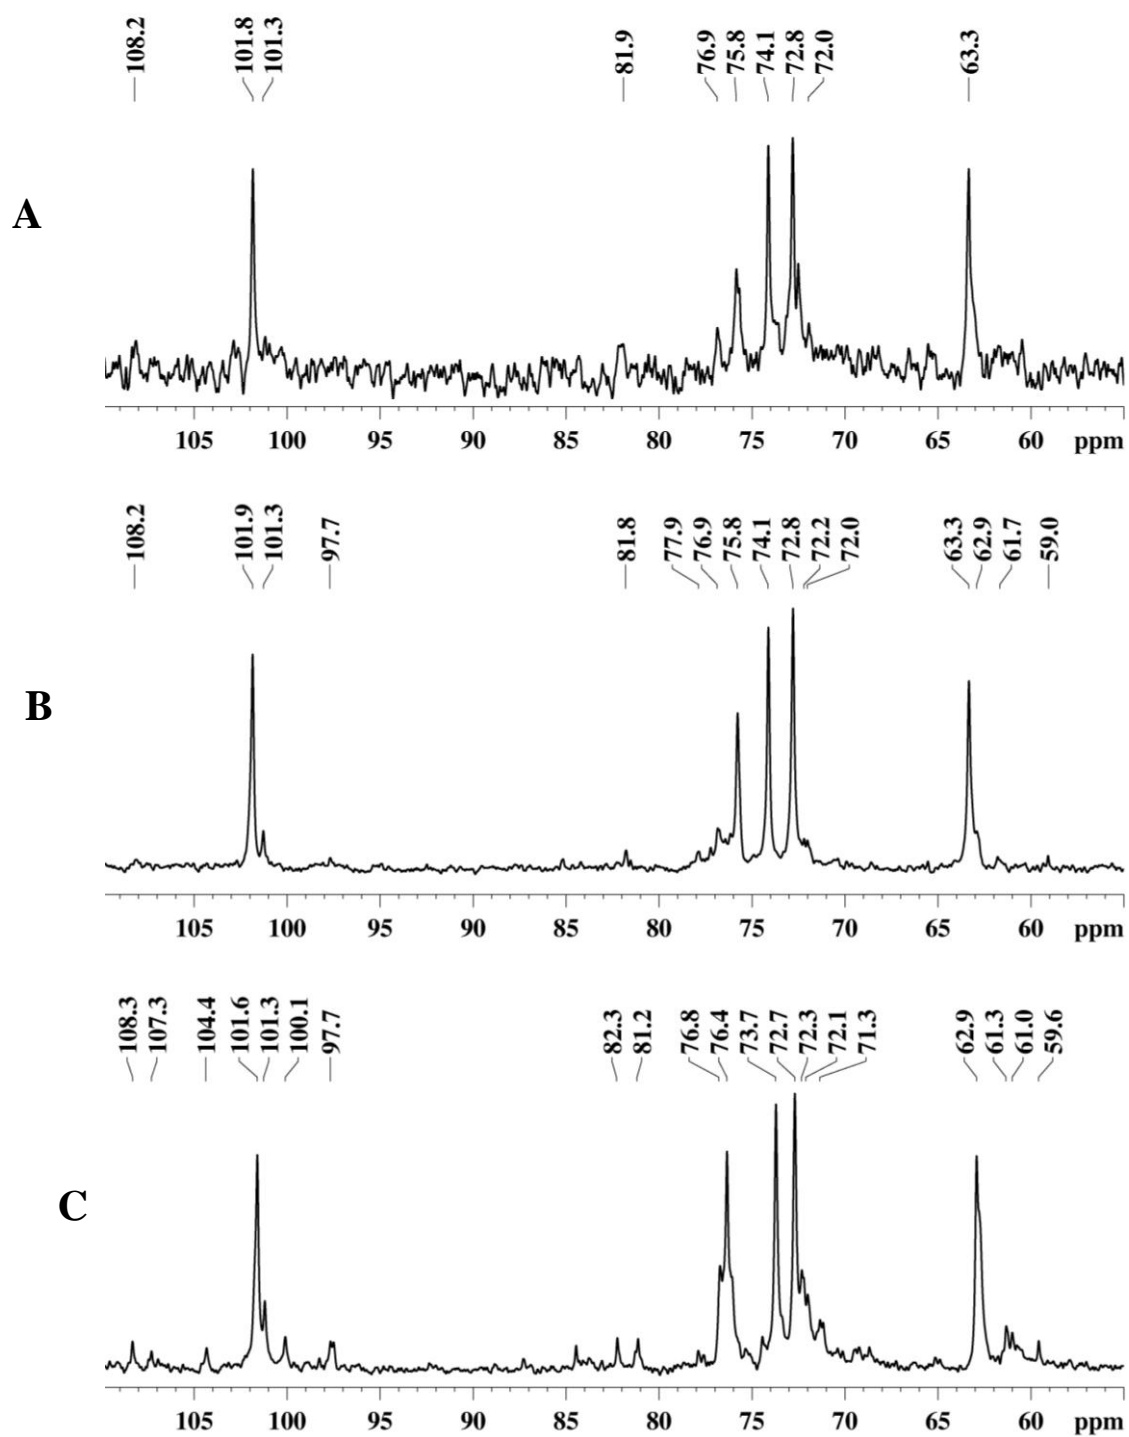 108.2 101.8 101.3 81.9 76.9 75.8 74.1 72.8 72.0 63.3
A
105 100 95 90 85 80 75 70 65 60 ppm
108.2 101.9 101.3 97.7 81.8 77.9 76.9 75.8 74.1 72.8 72.2 72.0 63.3 62.9 61.7 59.0
B
105 100 95 90 85 80 75 70 65 60 ppm
108.3 107.3 104.4 101.6 101.3 100.1 97.7 82.3 81.2 76.8 76.4 73.7 72.7 72.3 72.1 71.3 62.9 61.3 61.0 59.6
C
105 100 95 90 85 80 75 70 65 60 ppm